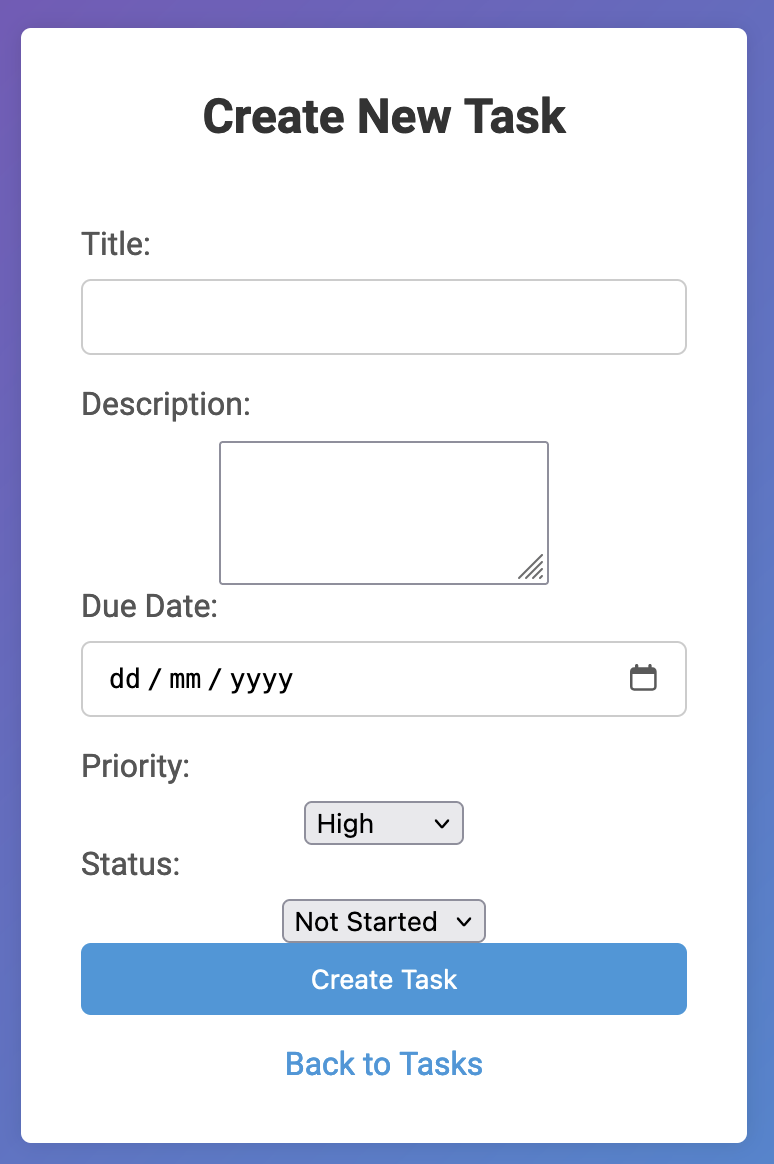 Create New Task
Title:
Description:
Due Date:
dd / mm / yyyy
Priority:
High
Status:
Not Started
Create Task
Back to Tasks